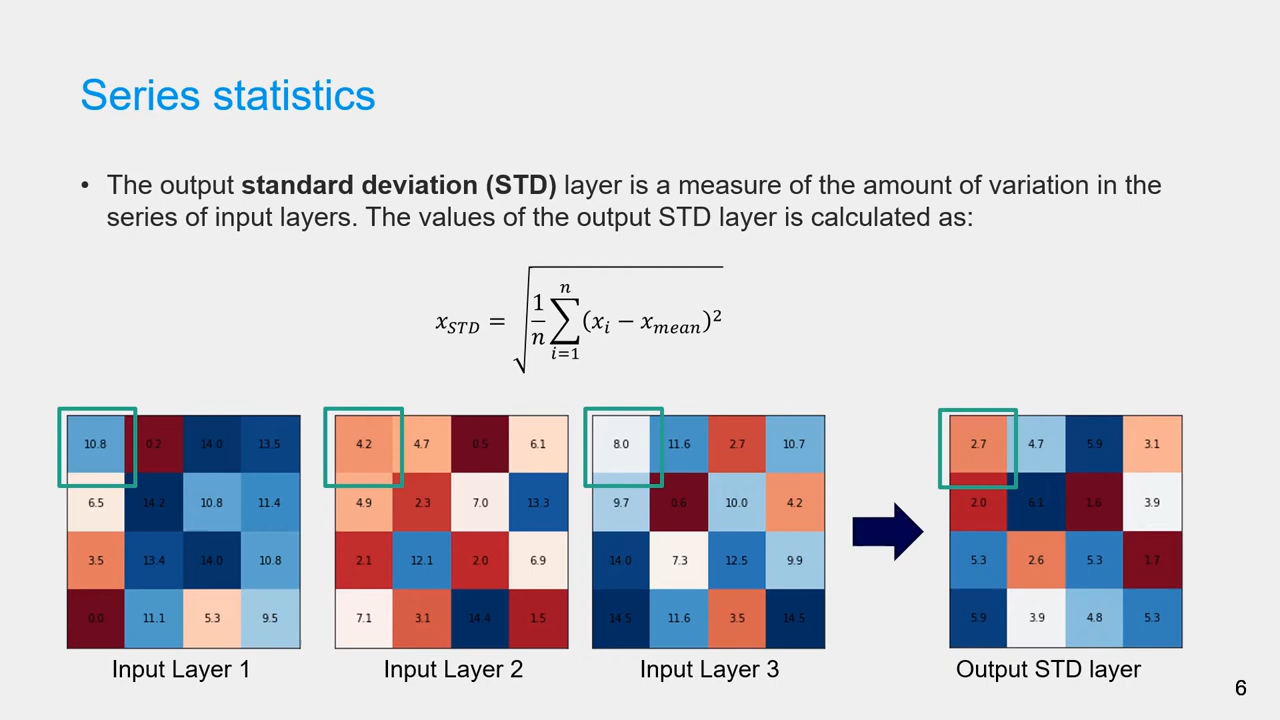 Series statistics
• The output standard deviation (STD) layer is a measure of the amount of variation in the
series of input layers. The values of the output STD layer is calculated as:
x_STD = √(1/n ∑_{i=1}^{n} (x_i − x_mean)²)
10.8 0.2 14.0 13.5
6.5 14.2 10.8 11.4
3.5 13.4 14.0 10.8
0.0 11.1 5.3 9.5
Input Layer 1
4.2 4.7 0.5 6.1
4.9 2.3 7.0 13.3
2.1 12.1 2.0 6.9
7.1 3.1 14.4 1.5
Input Layer 2
8.0 11.6 2.7 10.7
9.7 0.6 10.0 4.2
14.0 7.3 12.5 9.9
14.5 11.6 3.5 14.5
Input Layer 3
2.7 4.7 5.9 3.1
2.0 6.1 1.6 3.9
5.3 2.6 5.3 1.7
5.9 3.9 4.8 5.3
Output STD layer
6